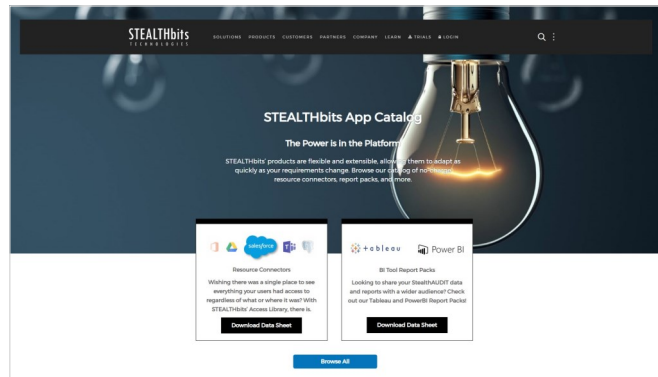 STEALTHbits
TECHNOLOGIES
SOLUTIONS PRODUCTS CUSTOMERS PARTNERS COMPANY LEARN TRIALS LOGIN
STEALTHbits App Catalog
The Power is in the Platform
STEALTHbits' products are flexible and extensible, allowing them to adapt as
quickly as your requirements change. Browse our catalog of no-charge
resource connectors, report packs, and more.
salesforce
Resource Connectors
Wishing there was a single place to see
everything your users had access to
regardless of what or where it was? With
STEALTHbits' Access Library, there is.
Download Data Sheet
+ableau Power BI
BI Tool Report Packs
Looking to share your StealthAUDIT data
and reports with a wider audience? Check
out our Tableau and PowerBI Report Packs!
Download Data Sheet
Browse All